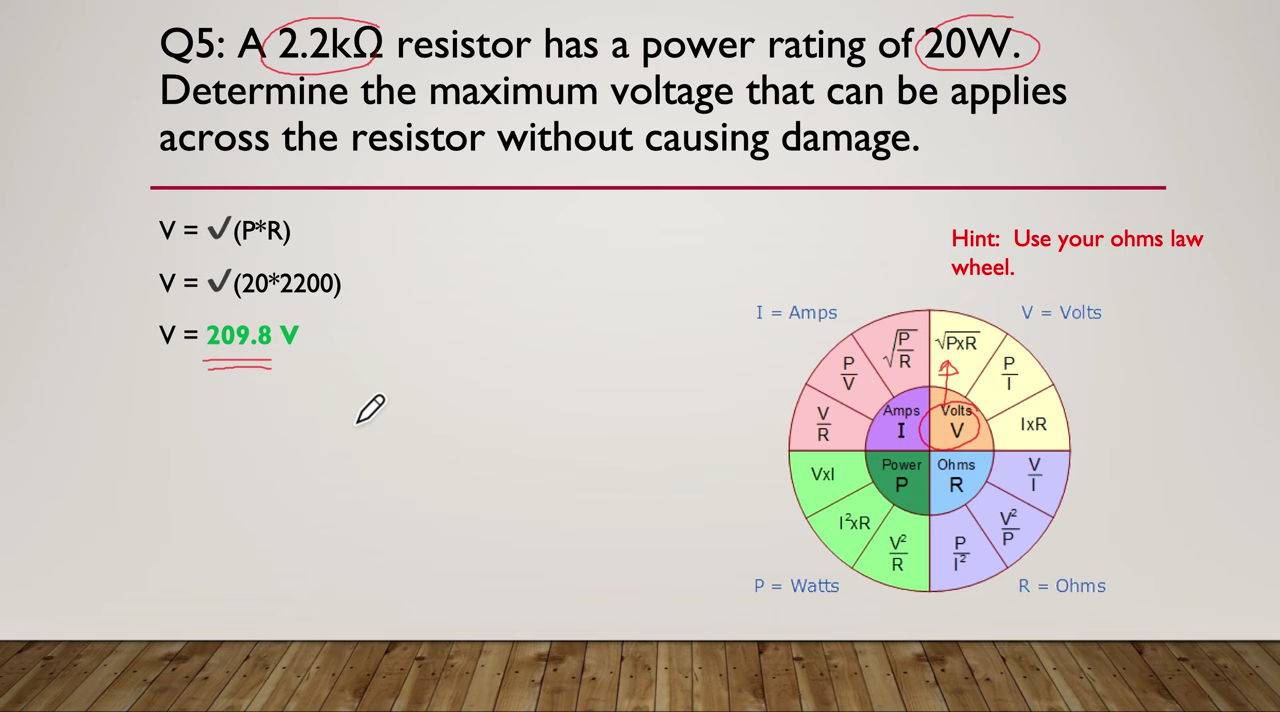 Q5: A 2.2kΩ resistor has a power rating of 20W.
Determine the maximum voltage that can be applies
across the resistor without causing damage.
V = ✓(P*R)
V = ✓(20*2200)
V = 209.8 V
Hint: Use your ohms law
wheel.
I = Amps
V = Volts
√P/R
√PxR
P/V
P/I
V/R
IxR
Amps
I
Volts
V
Power
P
Ohms
R
VxI
V/I
I²xR
V²/P
V²/R
P/I²
P = Watts
R = Ohms